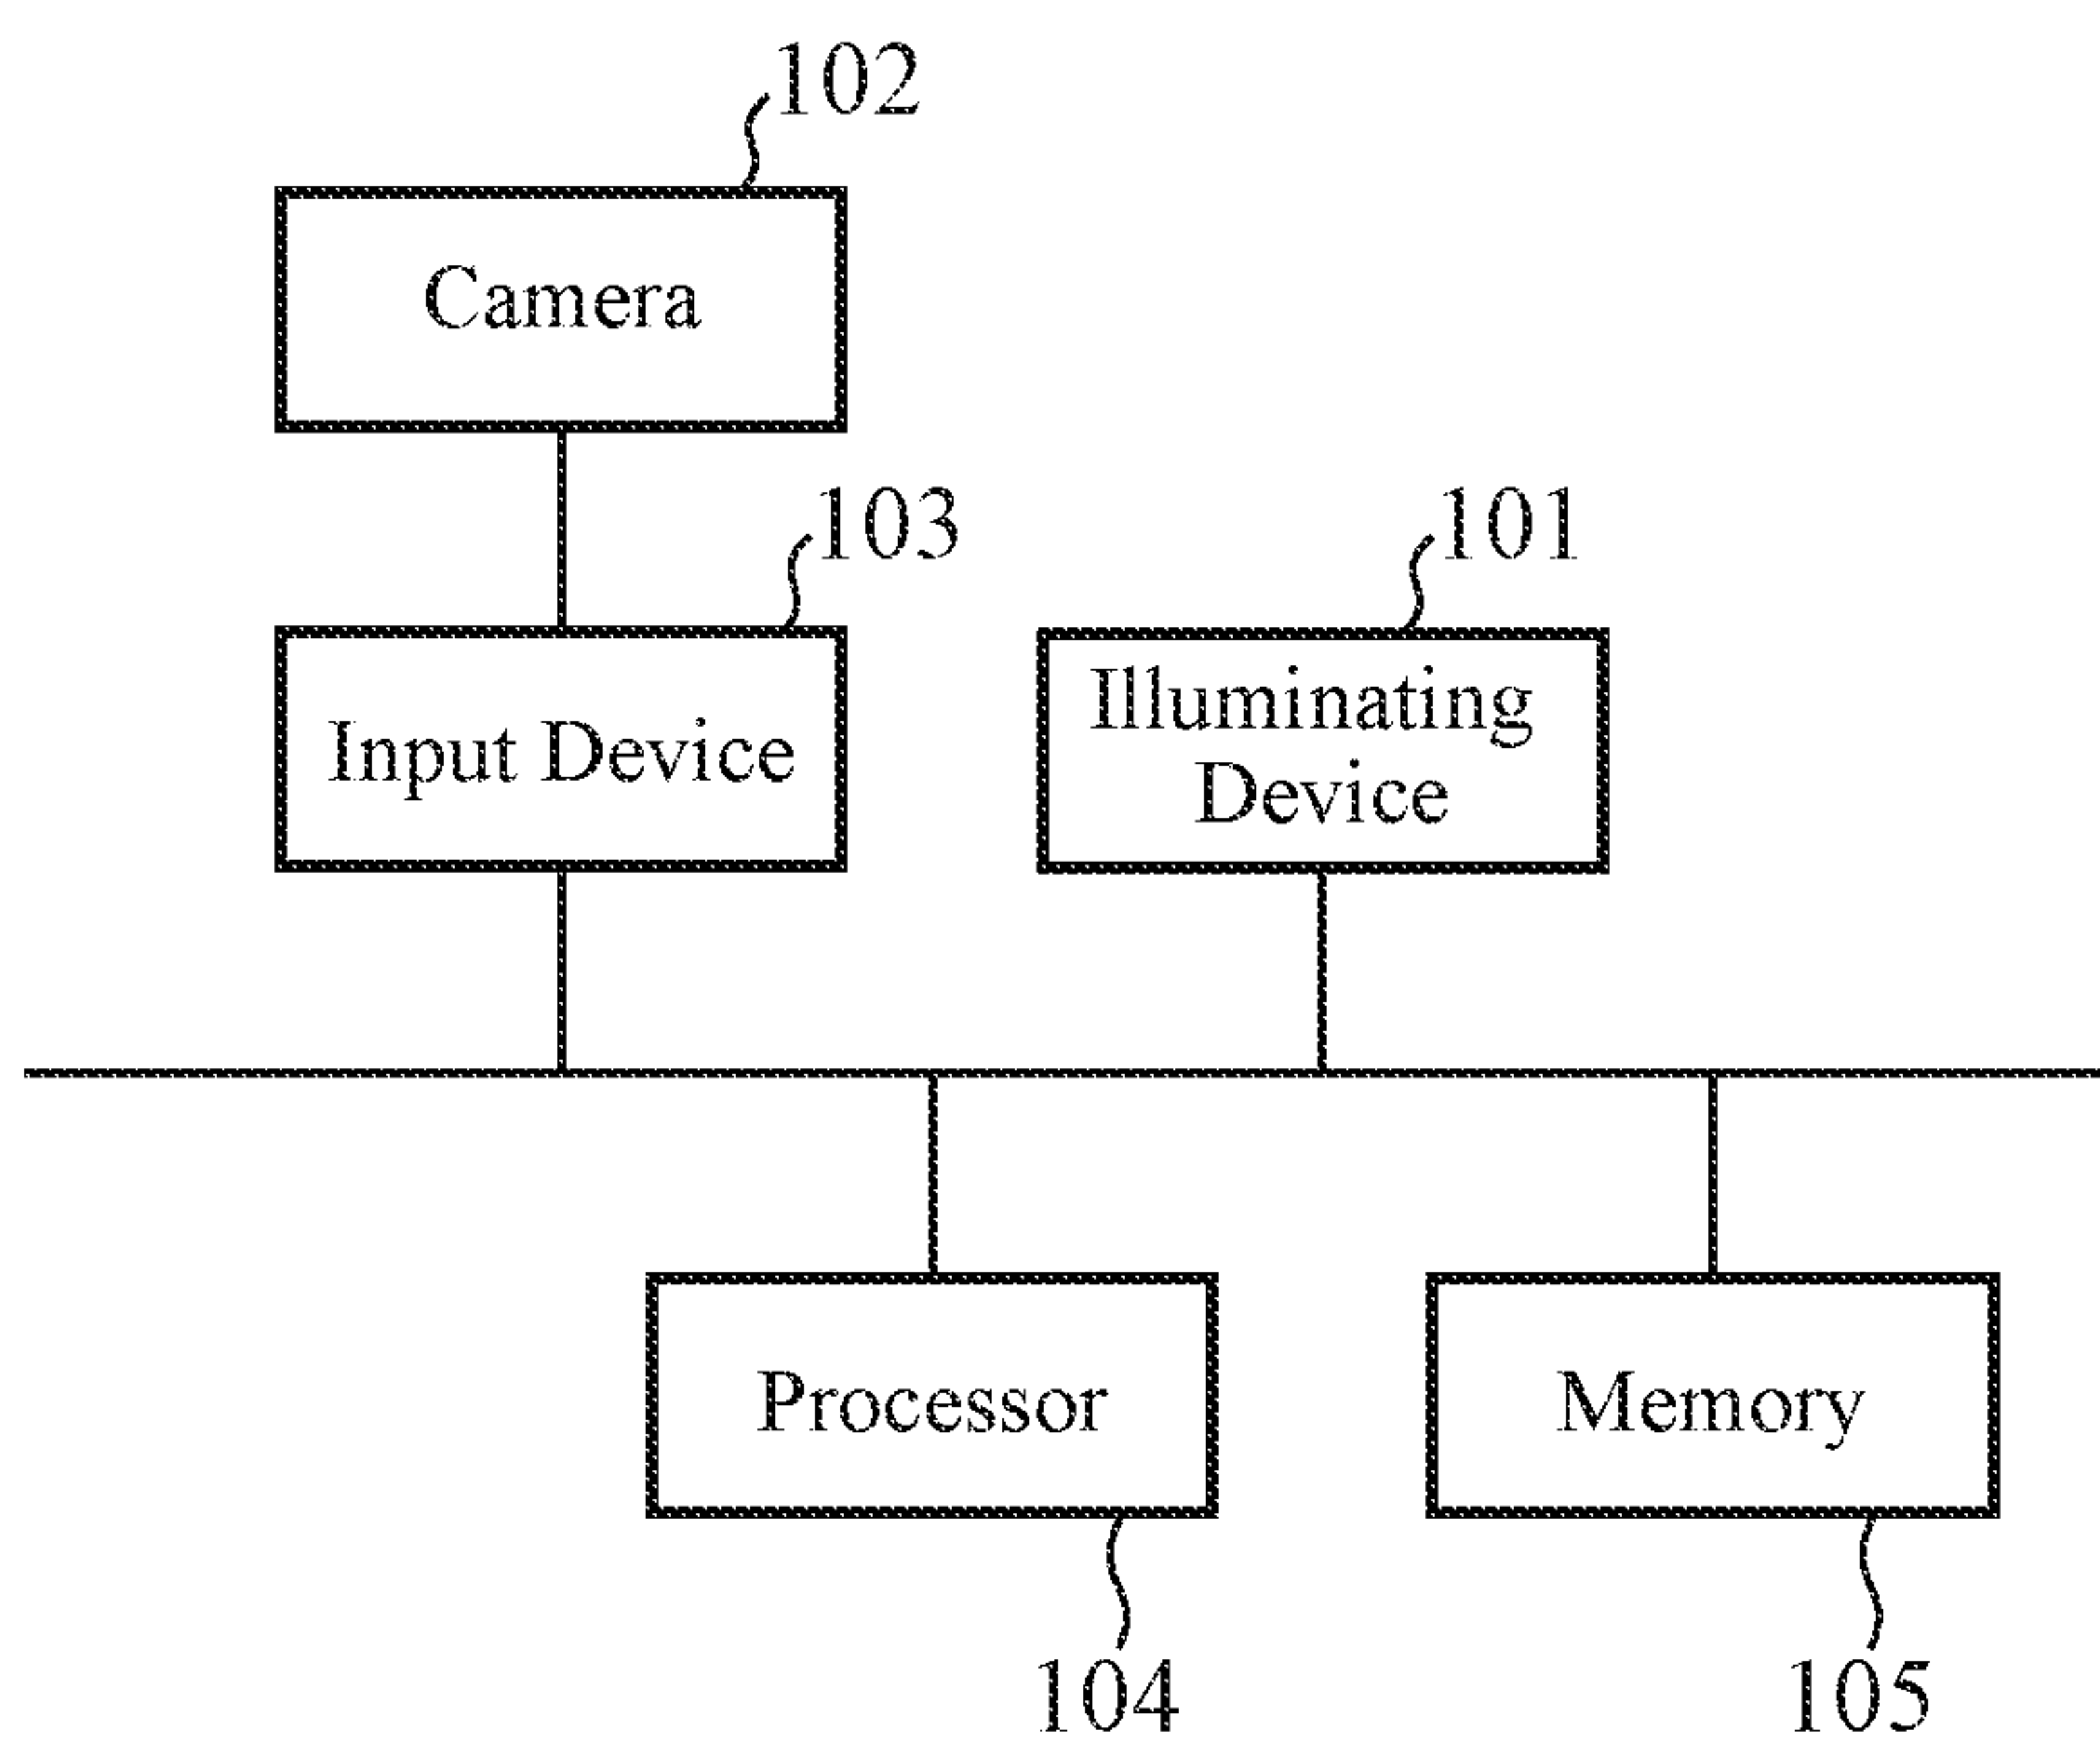 102
Camera
103
101
Input Device
Illuminating
Device
Processor
Memory
104
105